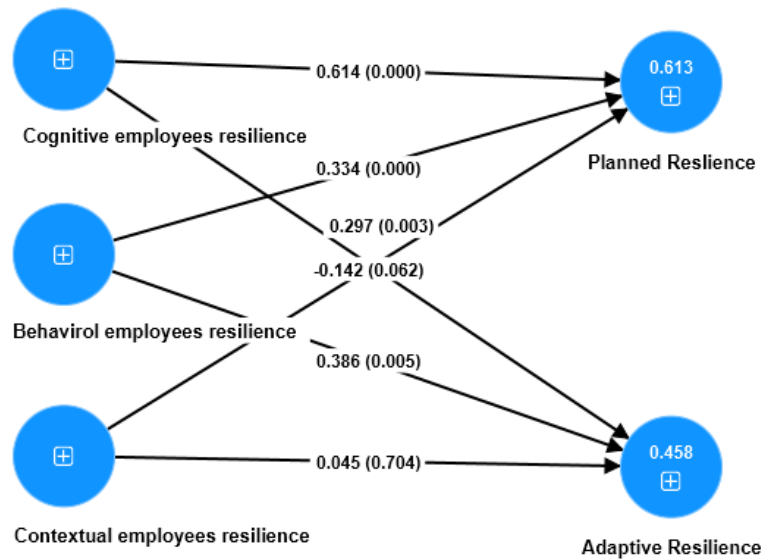 0.614 (0.000)
0.613
Cognitive employees resilience
Planned Reslience
0.334 (0.000)
0.297 (0.003)
-0.142 (0.062)
Behavirol employees resilience
0.386 (0.005)
0.045 (0.704)
0.458
Contextual employees resilience
Adaptive Resilience